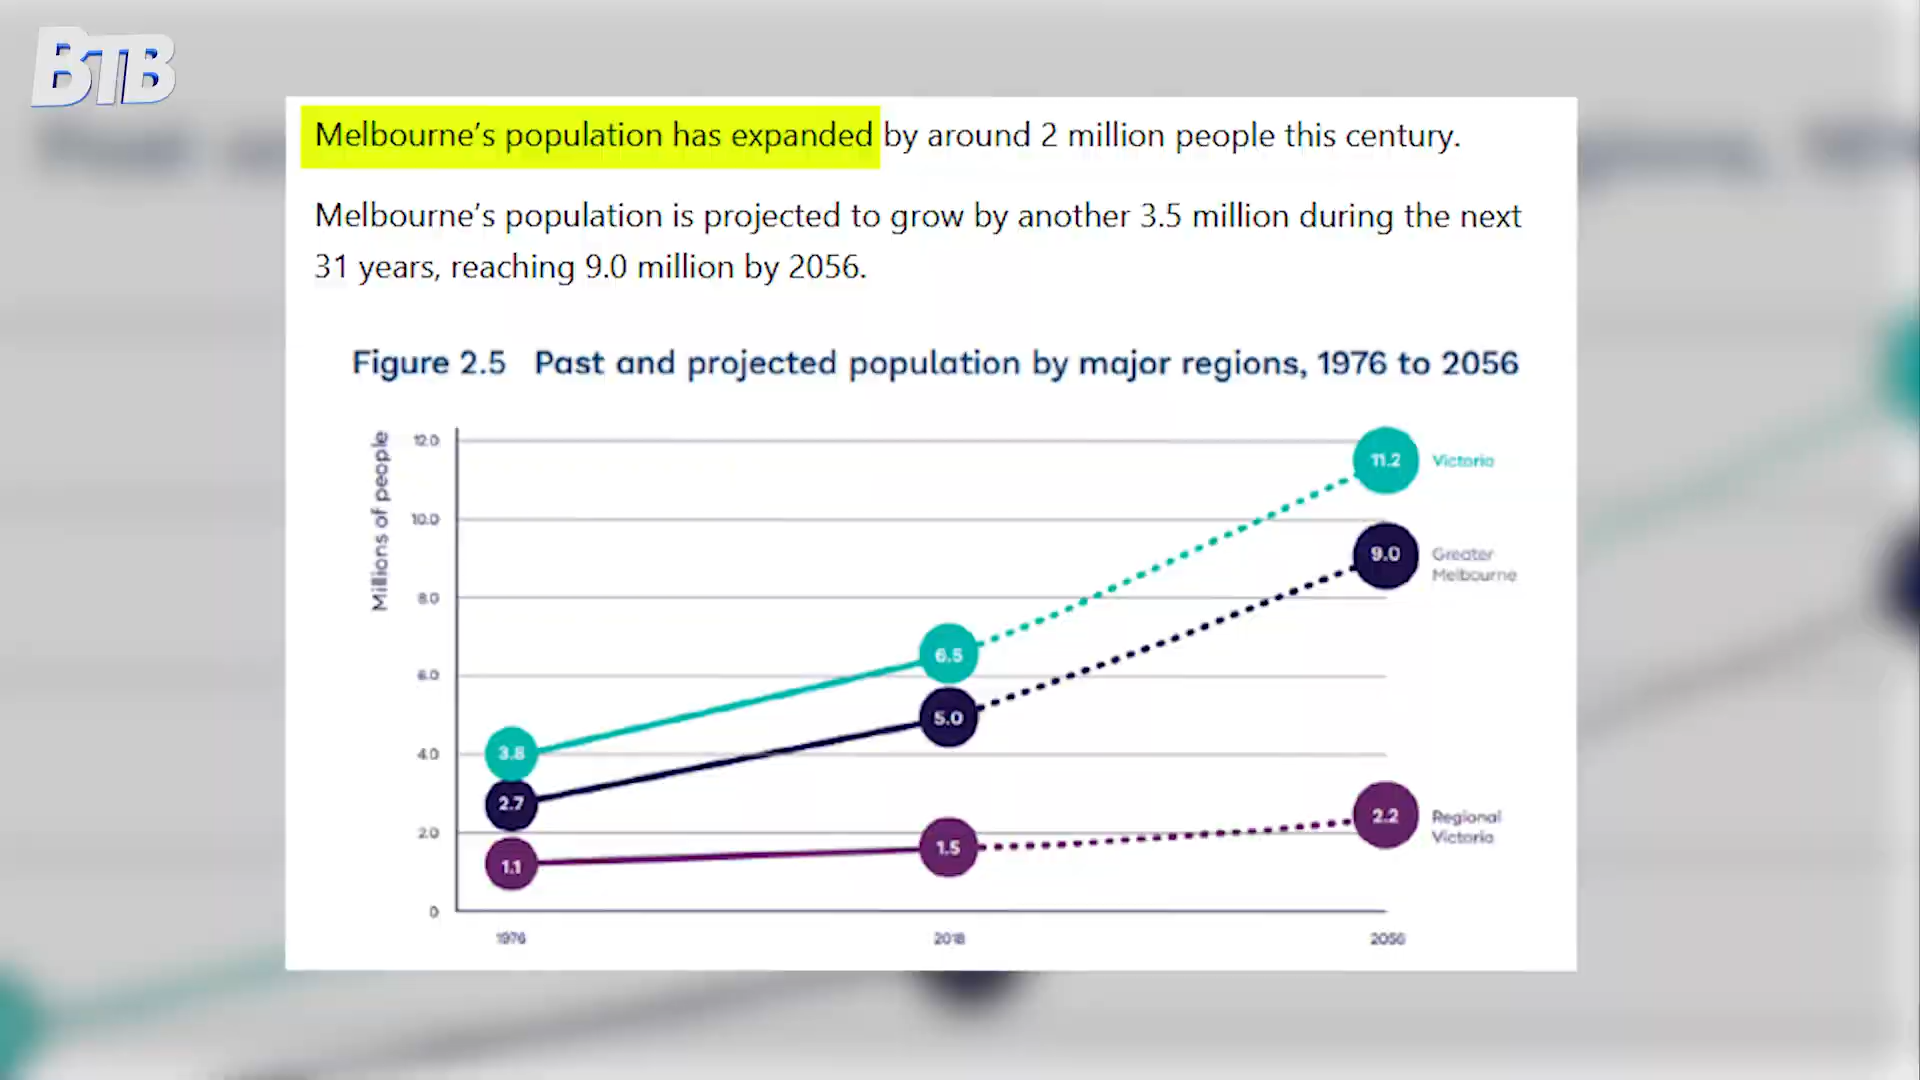 BTB
Melbourne's population has expanded by around 2 million people this century.
Melbourne's population is projected to grow by another 3.5 million during the next
31 years, reaching 9.0 million by 2056.
Figure 2.5 Past and projected population by major regions, 1976 to 2056
Millions of people
12.0
10.0
8.0
6.0
4.0
2.0
0
11.2
Victoria
9.0
Greater
Melbourne
6.5
5.0
3.8
2.7
2.2
Regional
Victoria
1.5
1.1
1976
2018
2056